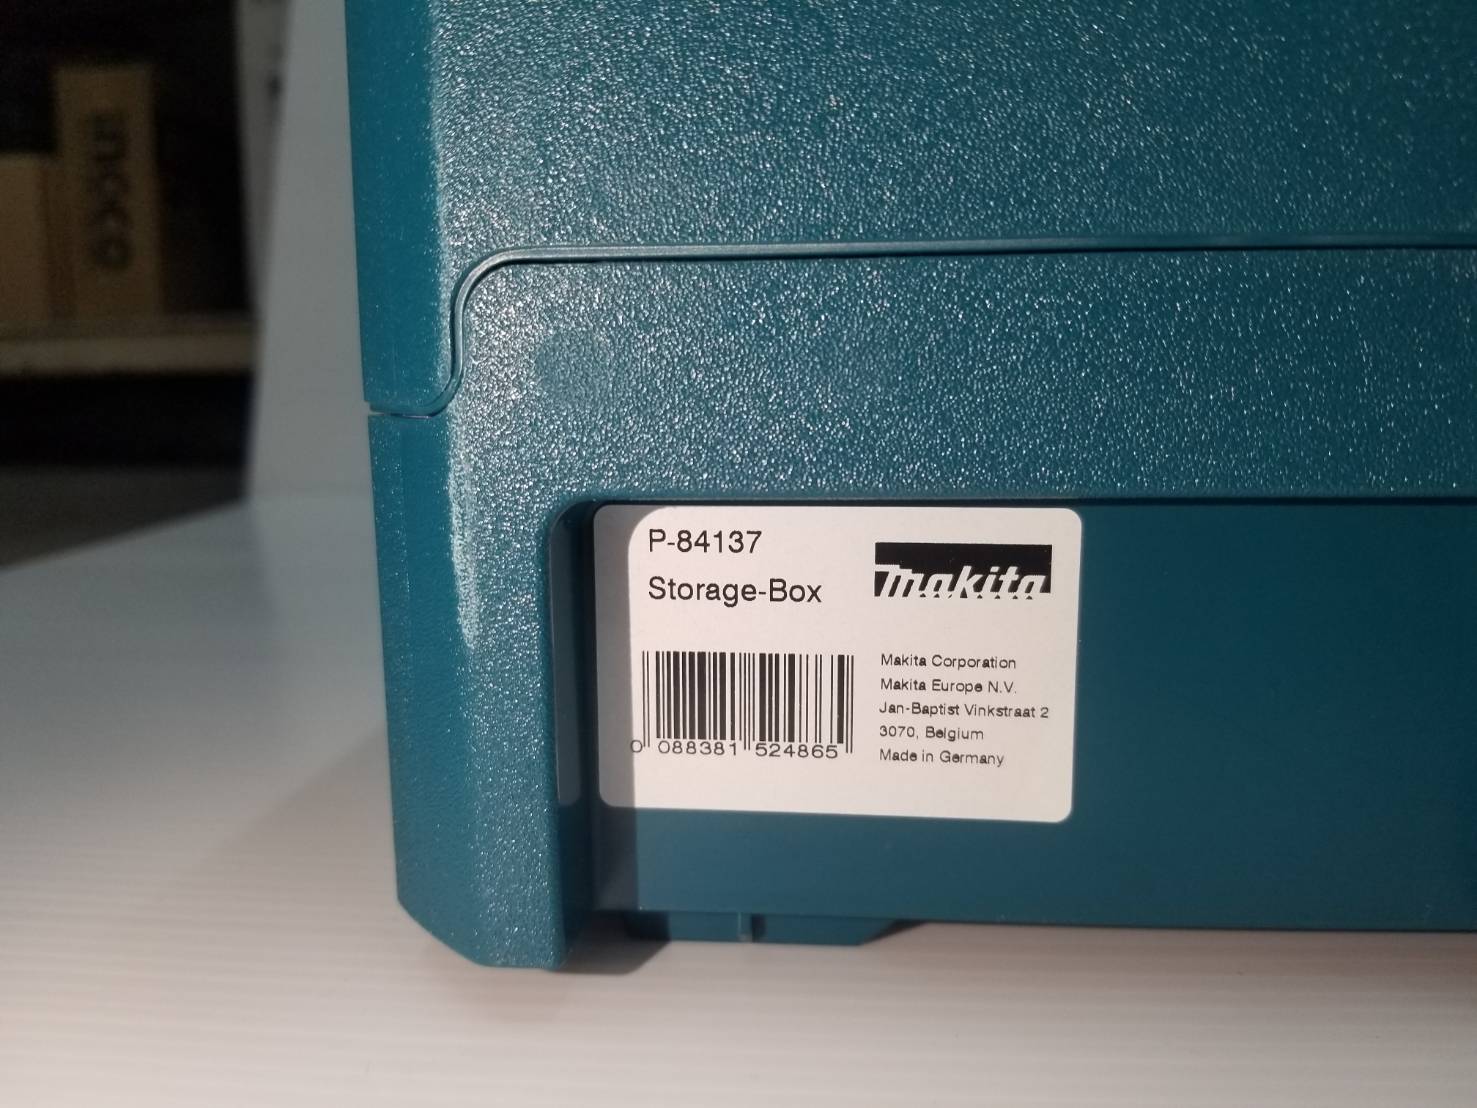 INGCO
P-84137
Storage-Box
makita
Makita Corporation
Makita Europe N.V.
Jan-Baptist Vinkstraat 2
3070, Belgium
Made in Germany
0 088381 524865